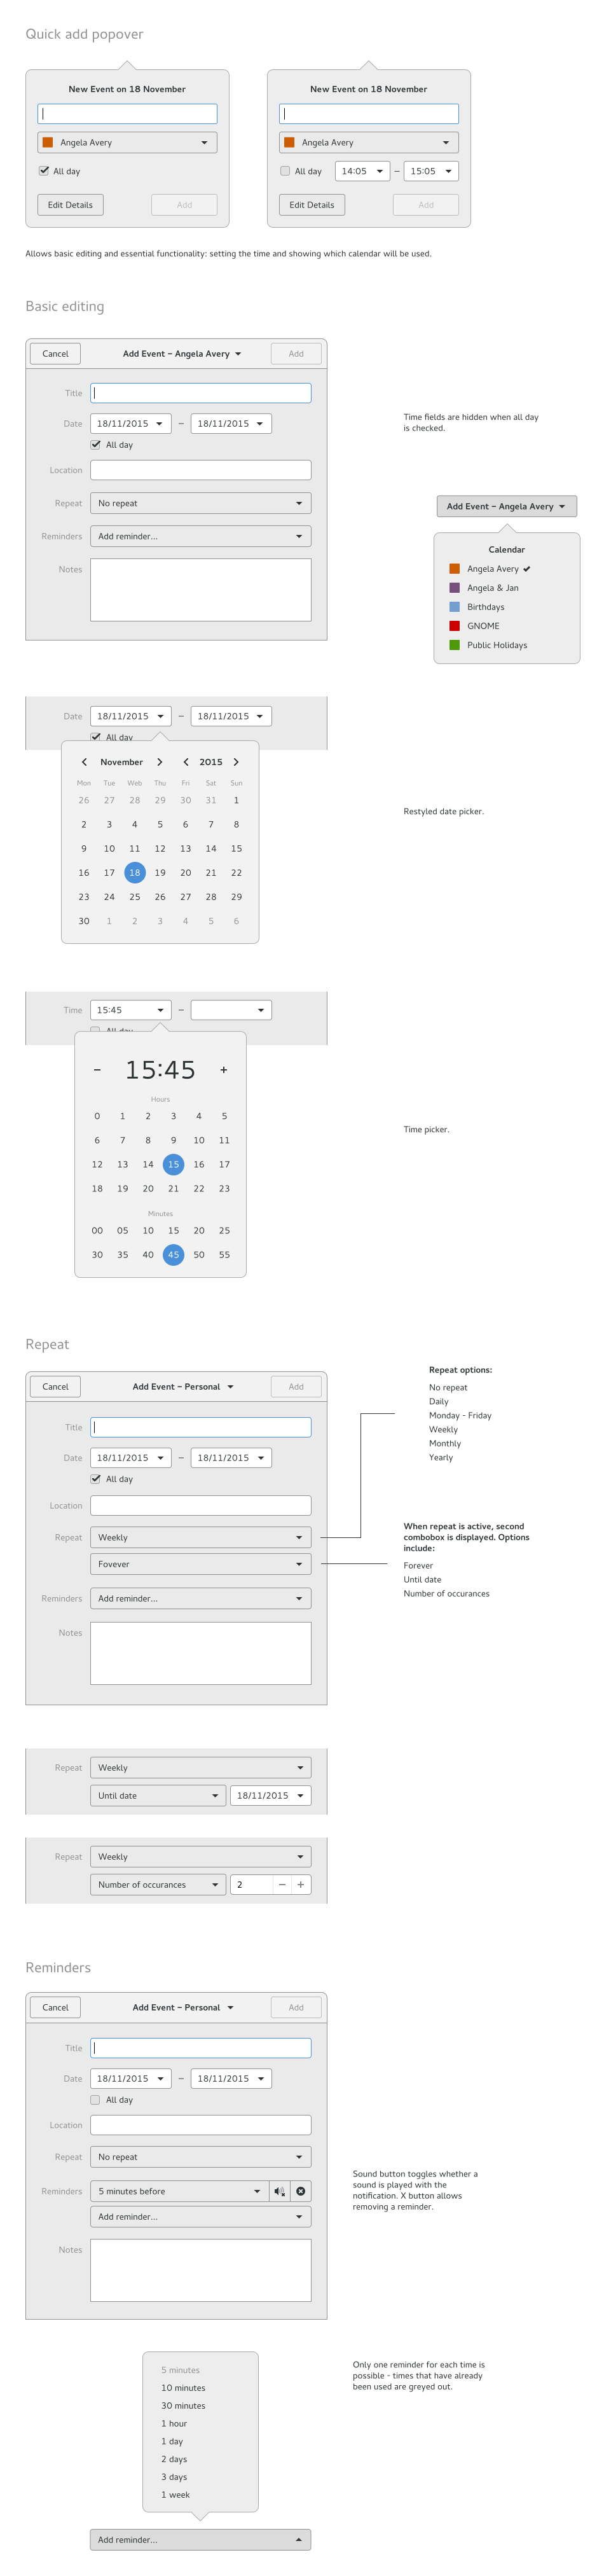 Quick add popover
New Event on 18 November
Angela Avery
All day
Edit Details Add
New Event on 18 November
Angela Avery
All day 14:05 – 15:05
Edit Details Add
Allows basic editing and essential functionality: setting the time and showing which calendar will be used.
Basic editing
Cancel Add Event – Angela Avery Add
Title
Date 18/11/2015 – 18/11/2015
All day
Location
Repeat No repeat
Reminders Add reminder...
Notes
Time fields are hidden when all day
is checked.
Add Event – Angela Avery
Calendar
Angela Avery
Angela & Jan
Birthdays
GNOME
Public Holidays
Date 18/11/2015 – 18/11/2015
All day
November 2015
Mon Tue Web Thu Fri Sat Sun
26 27 28 29 30 31 1
2 3 4 5 6 7 8
9 10 11 12 13 14 15
16 17 18 19 20 21 22
23 24 25 26 27 28 29
30 1 2 3 4 5 6
Restyled date picker.
Time 15:45 –
All day
– 15:45 +
Hours
0 1 2 3 4 5
6 7 8 9 10 11
12 13 14 15 16 17
18 19 20 21 22 23
Minutes
00 05 10 15 20 25
30 35 40 45 50 55
Time picker.
Repeat
Cancel Add Event – Personal Add
Title
Date 18/11/2015 – 18/11/2015
All day
Location
Repeat Weekly
Fovever
Reminders Add reminder...
Notes
Repeat options:
No repeat
Daily
Monday - Friday
Weekly
Monthly
Yearly
When repeat is active, second
combobox is displayed. Options
include:
Forever
Until date
Number of occurances
Repeat Weekly
Until date 18/11/2015
Repeat Weekly
Number of occurances 2 – +
Reminders
Cancel Add Event – Personal Add
Title
Date 18/11/2015 – 18/11/2015
All day
Location
Repeat No repeat
Reminders 5 minutes before
Add reminder...
Notes
Sound button toggles whether a
sound is played with the
notification. X button allows
removing a reminder.
5 minutes
10 minutes
30 minutes
1 hour
1 day
2 days
3 days
1 week
Add reminder...
Only one reminder for each time is
possible - times that have already
been used are greyed out.